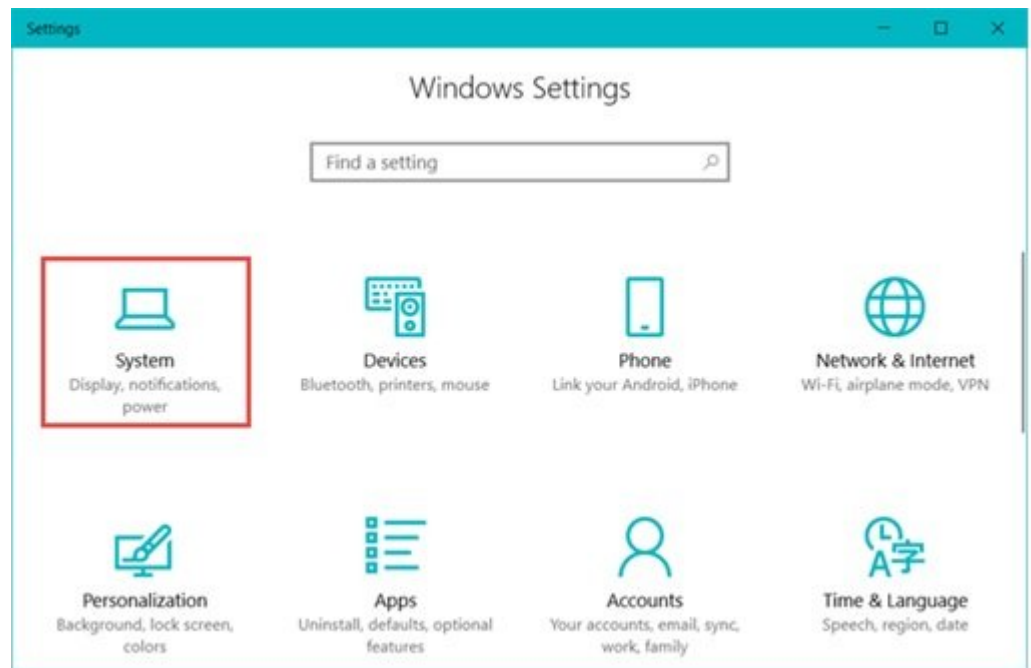 Settings
Windows Settings
Find a setting
System
Display, notifications,
power
Devices
Bluetooth, printers, mouse
Phone
Link your Android, iPhone
Network & Internet
Wi-Fi, airplane mode, VPN
Personalization
Background, lock screen,
colors
Apps
Uninstall, defaults, optional
features
Accounts
Your accounts, email, sync,
work, family
Time & Language
Speech, region, date